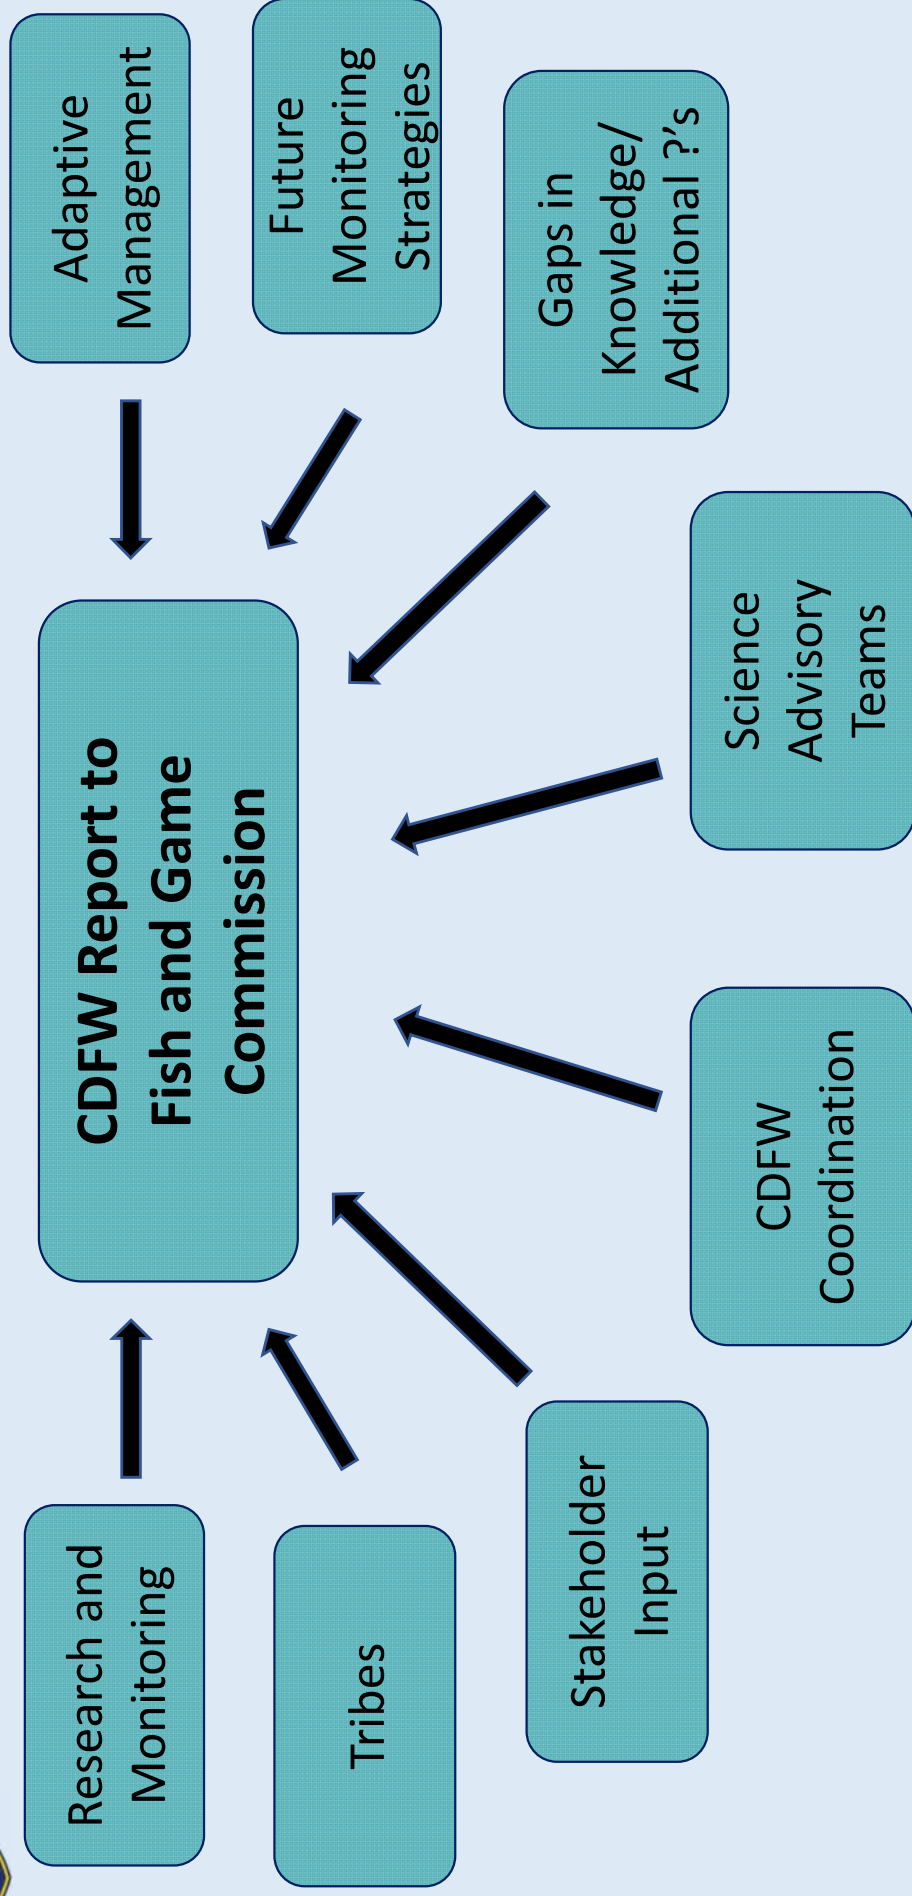 CDFW Report to
Fish and Game
Commission
Research and
Monitoring
Tribes
Stakeholder
Input
CDFW
Coordination
Science
Advisory
Teams
Gaps in
Knowledge/
Additional ?’s
Future
Monitoring
Strategies
Adaptive
Management